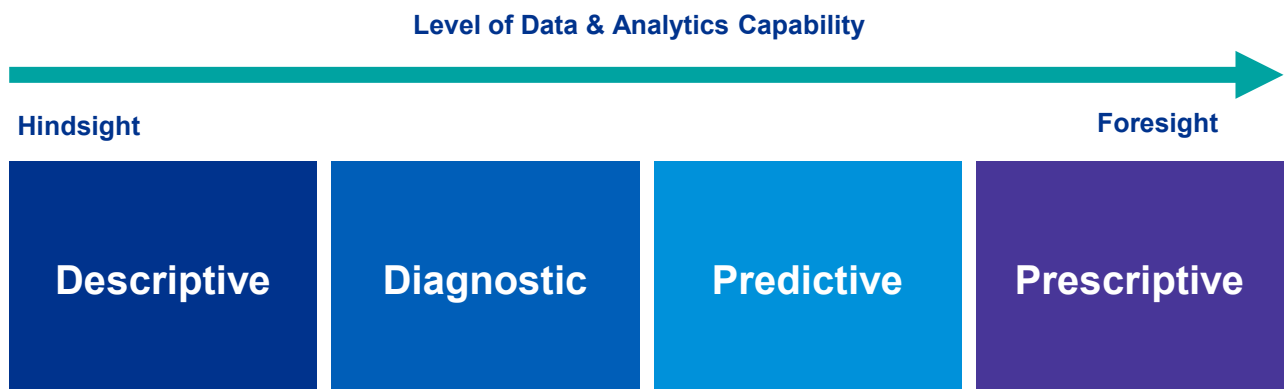 Level of Data & Analytics Capability
Hindsight
Foresight
Descriptive
Diagnostic
Predictive
Prescriptive